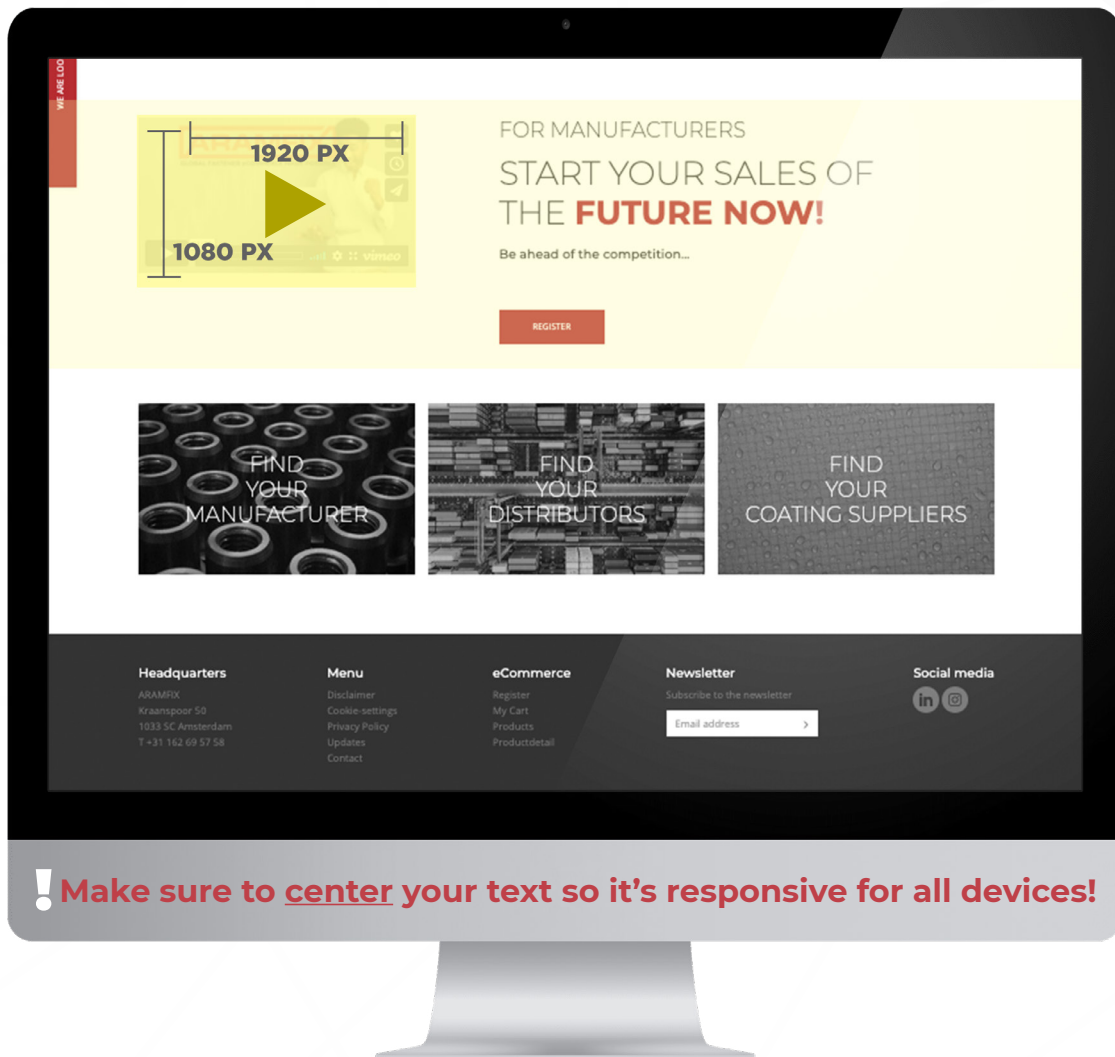 WE ARE LOO
ARAMFIX
1920 PX
1080 PX
vimeo
FOR MANUFACTURERS
START YOUR SALES OF
THE FUTURE NOW!
Be ahead of the competition...
REGISTER
FIND
YOUR
MANUFACTURER
FIND
YOUR
DISTRIBUTORS
FIND
YOUR
COATING SUPPLIERS
Headquarters
ARAMFIX
Kraanspoor 50
1033 SC Amsterdam
T +31 162 69 57 58
Menu
Disclaimer
Cookie-settings
Privacy Policy
Updates
Contact
eCommerce
Register
My Cart
Products
Productdetail
Newsletter
Subscribe to the newsletter
Email address
Social media
in
! Make sure to center your text so it’s responsive for all devices!